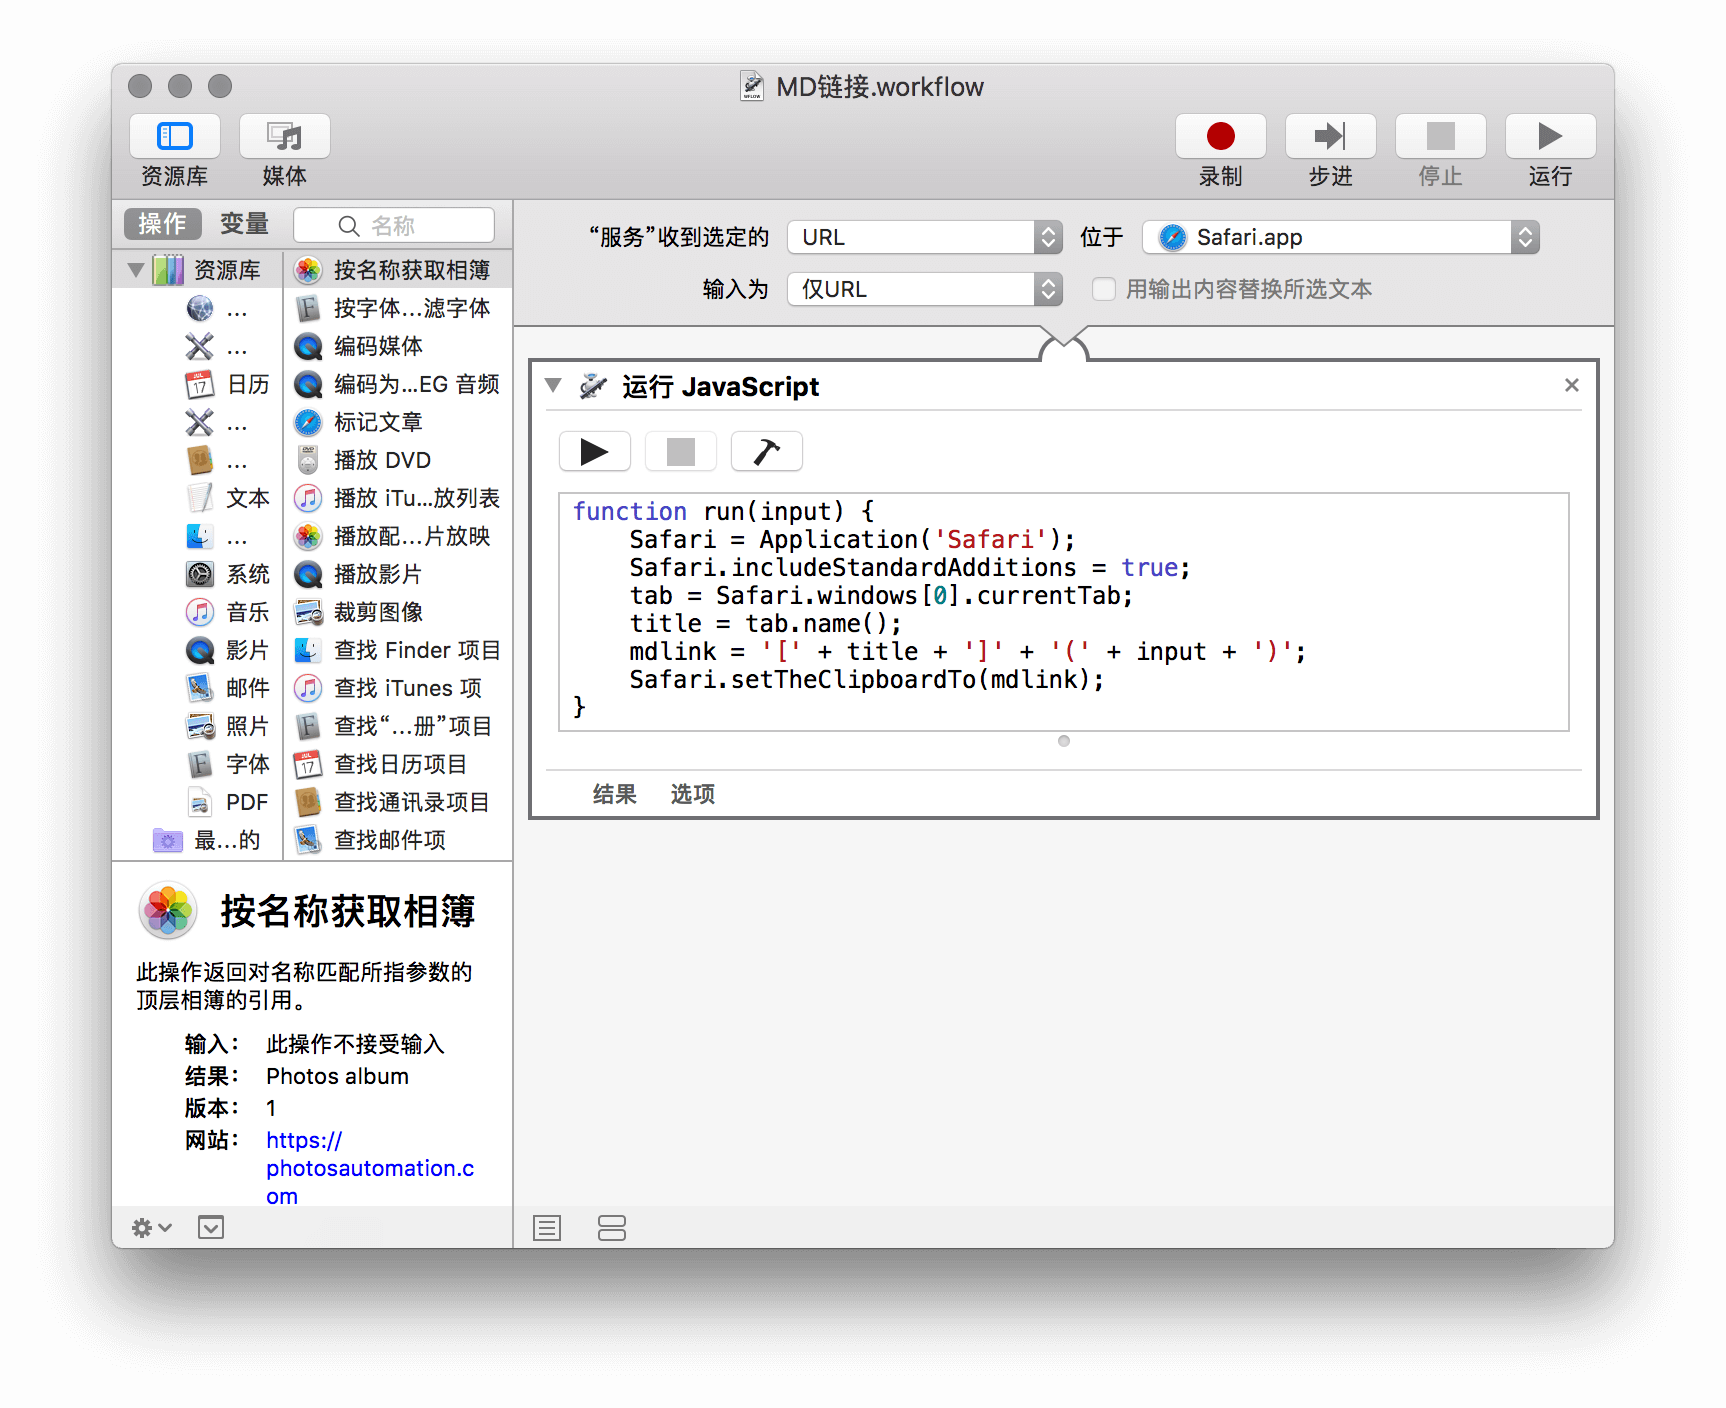 MD链接.workflow
资源库
媒体
录制
步进
停止
运行
操作
变量
名称
“服务”收到选定的
URL
位于
Safari.app
输入为
仅URL
用输出内容替换所选文本
资源库
...
...
日历
...
...
文本
...
系统
音乐
影片
邮件
照片
字体
PDF
最...的
按名称获取相簿
按字体...滤字体
编码媒体
编码为...EG 音频
标记文章
播放 DVD
播放 iTu...放列表
播放配...片放映
播放影片
裁剪图像
查找 Finder 项目
查找 iTunes 项
查找“...册”项目
查找日历项目
查找通讯录项目
查找邮件项
运行 JavaScript
function run(input) {
    Safari = Application('Safari');
    Safari.includeStandardAdditions = true;
    tab = Safari.windows[0].currentTab;
    title = tab.name();
    mdlink = '[' + title + ']' + '(' + input + ')';
    Safari.setTheClipboardTo(mdlink);
}
结果
选项
按名称获取相簿
此操作返回对名称匹配所指参数的
顶层相簿的引用。
输入： 此操作不接受输入
结果： Photos album
版本： 1
网站： https://
photosautomation.c
om